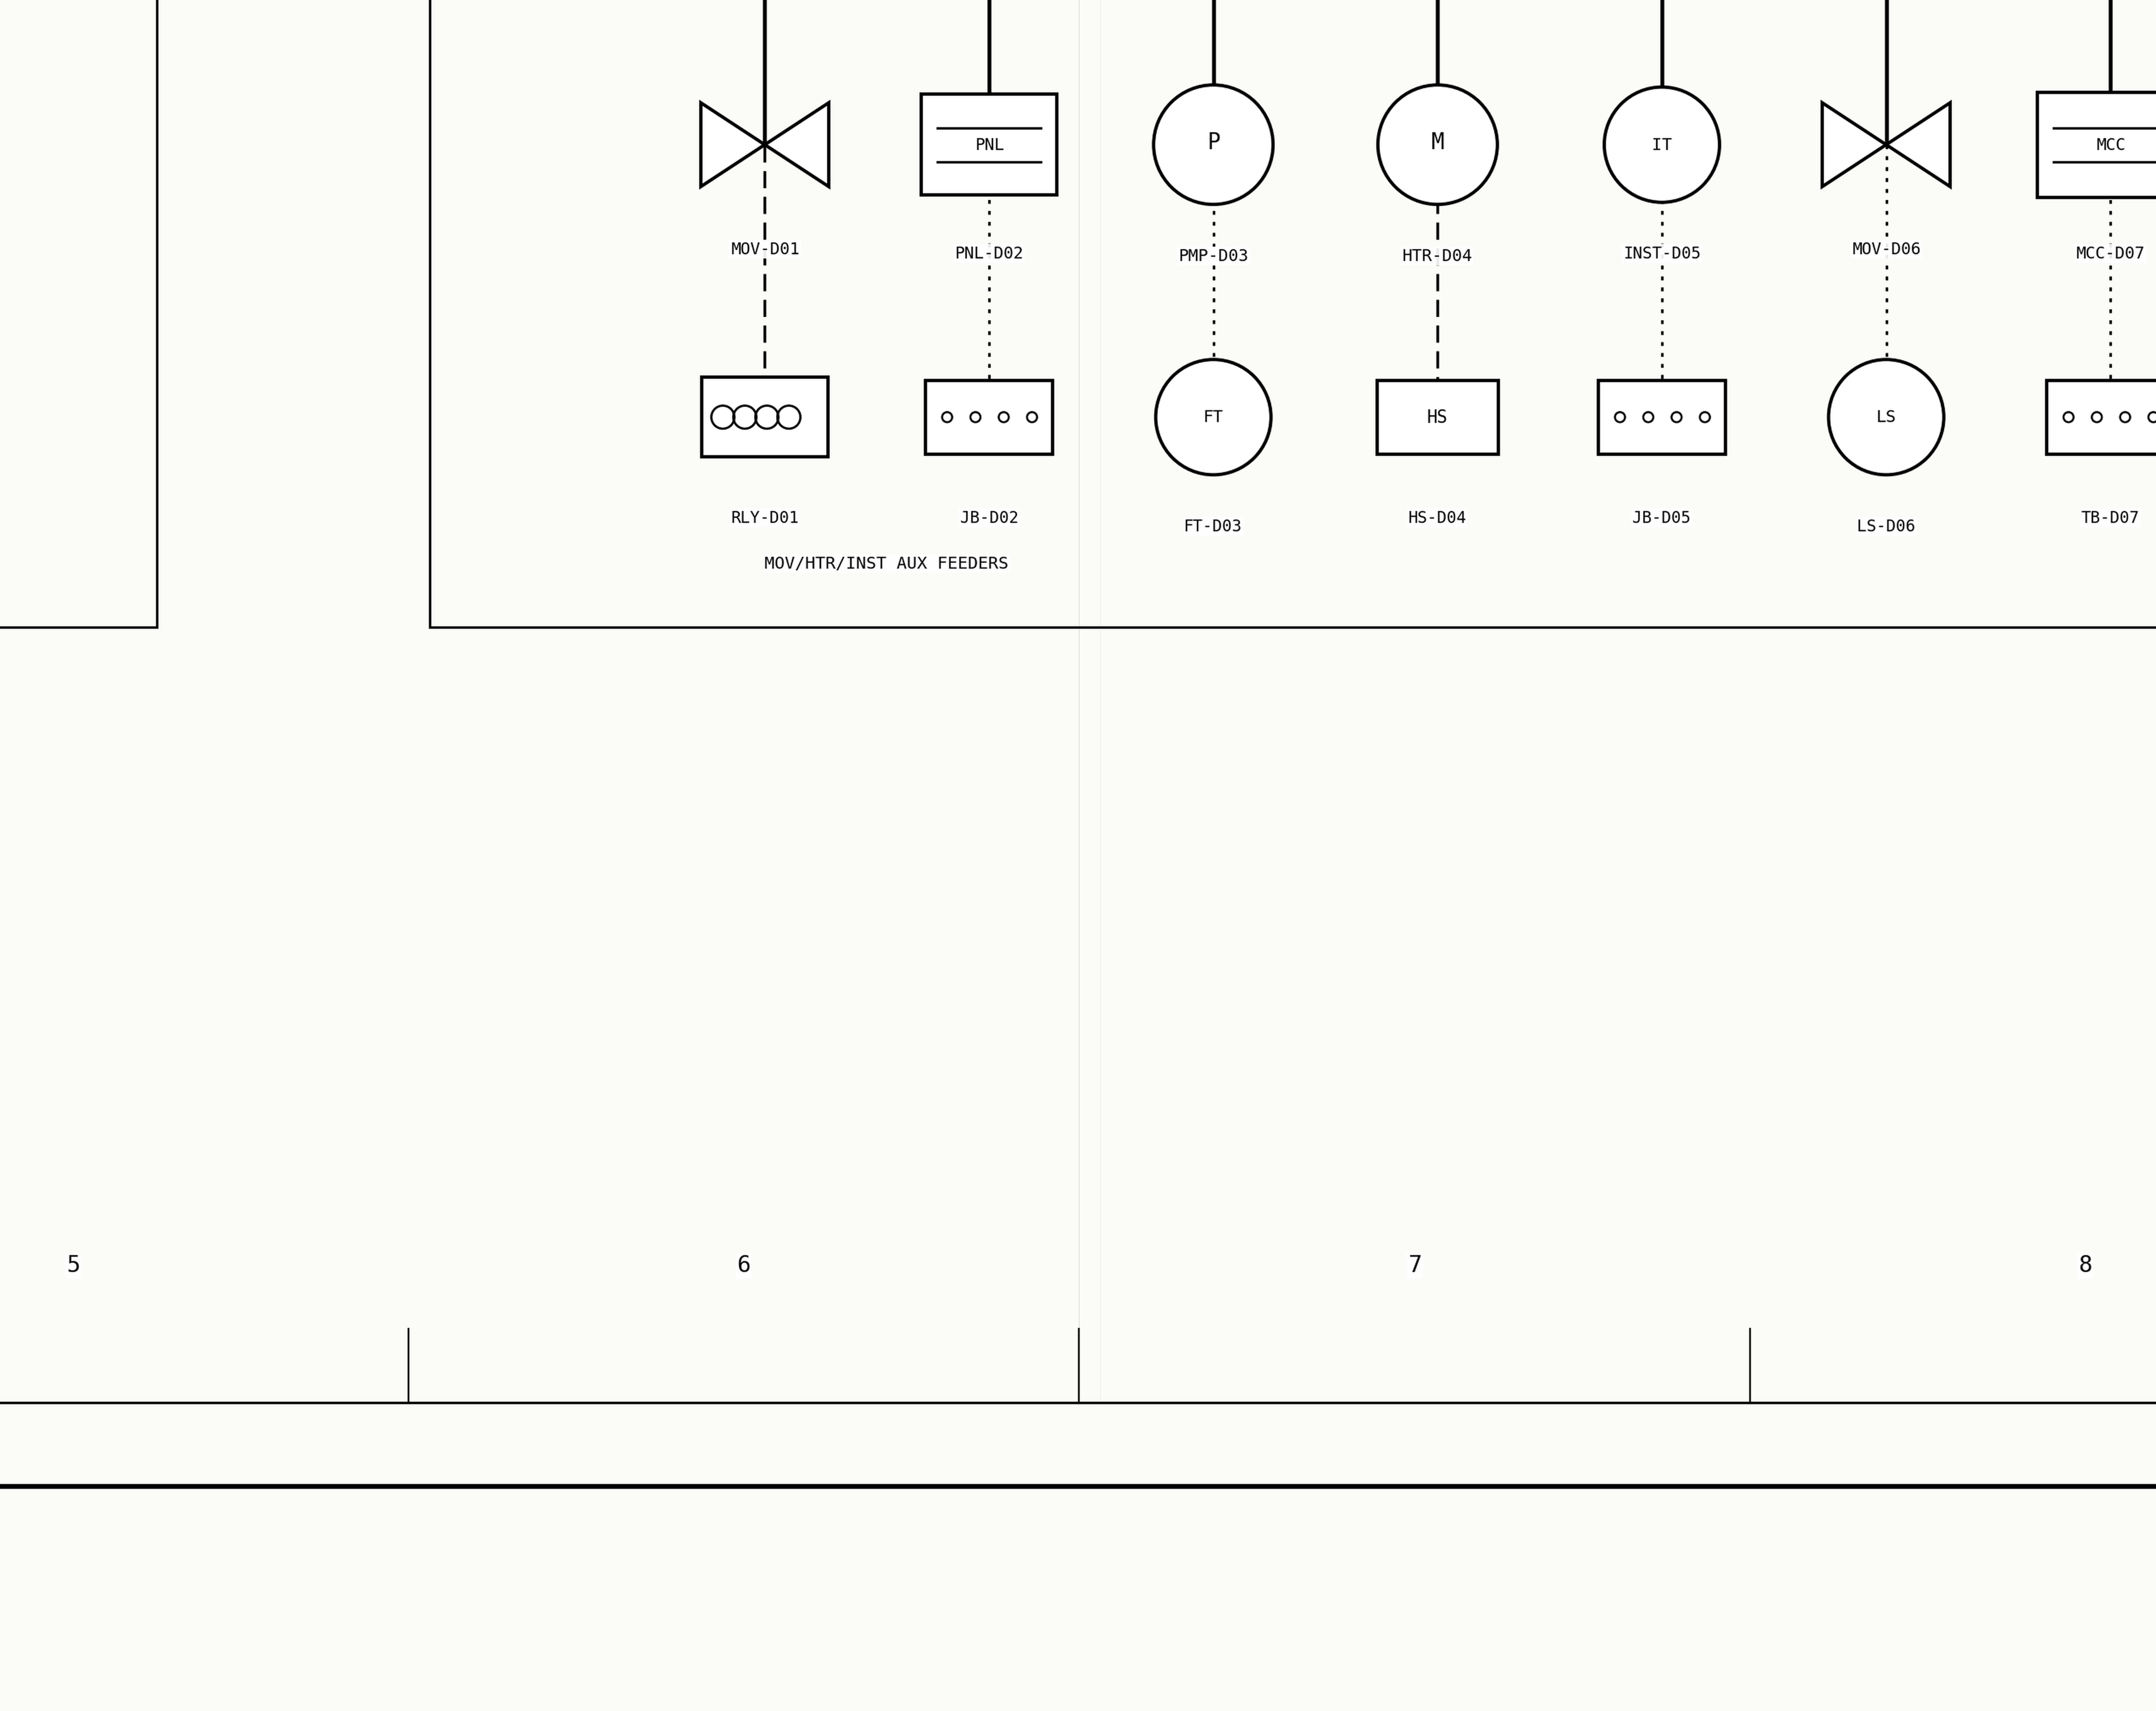 PNL
P
M
IT
MCC
MOV-D01
PNL-D02
PMP-D03
HTR-D04
INST-D05
MOV-D06
MCC-D07
FT
HS
LS
RLY-D01
JB-D02
FT-D03
HS-D04
JB-D05
LS-D06
TB-D07
MOV/HTR/INST AUX FEEDERS
5
6
7
8